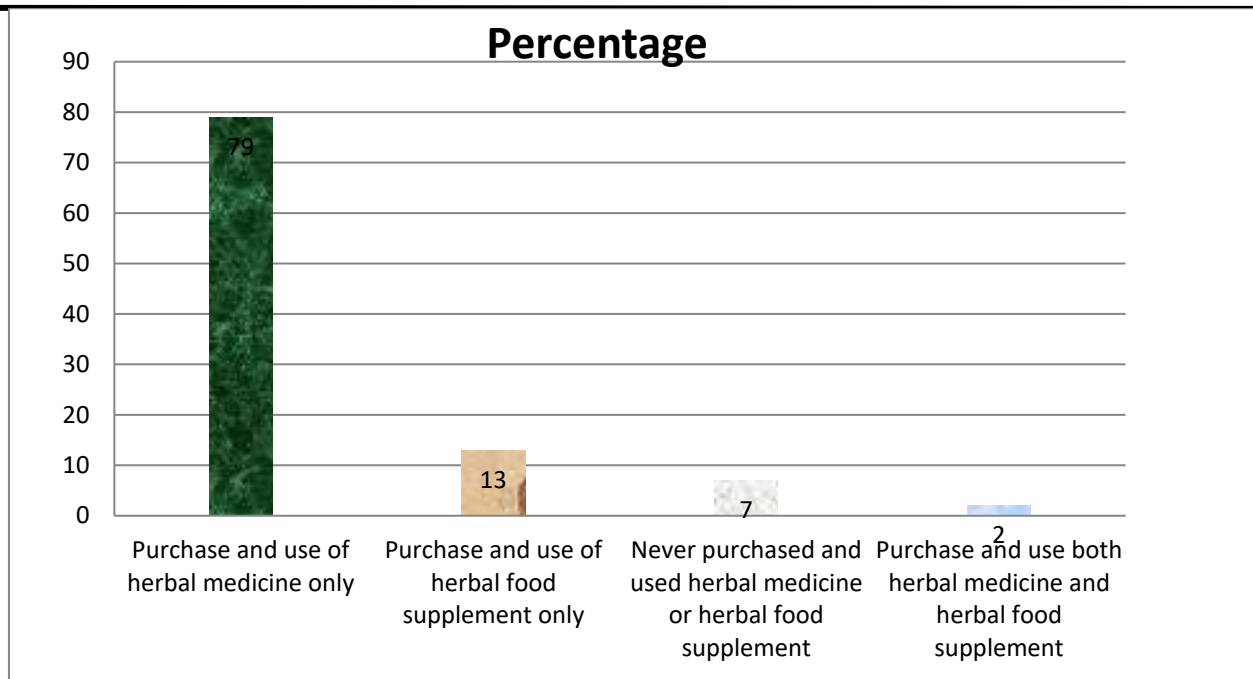 Percentage
90
80
70
60
50
40
30
20
10
0
79
13
7
2
Purchase and use of
herbal medicine only
Purchase and use of
herbal food
supplement only
Never purchased and
used herbal medicine
or herbal food
supplement
Purchase and use both
herbal medicine and
herbal food
supplement